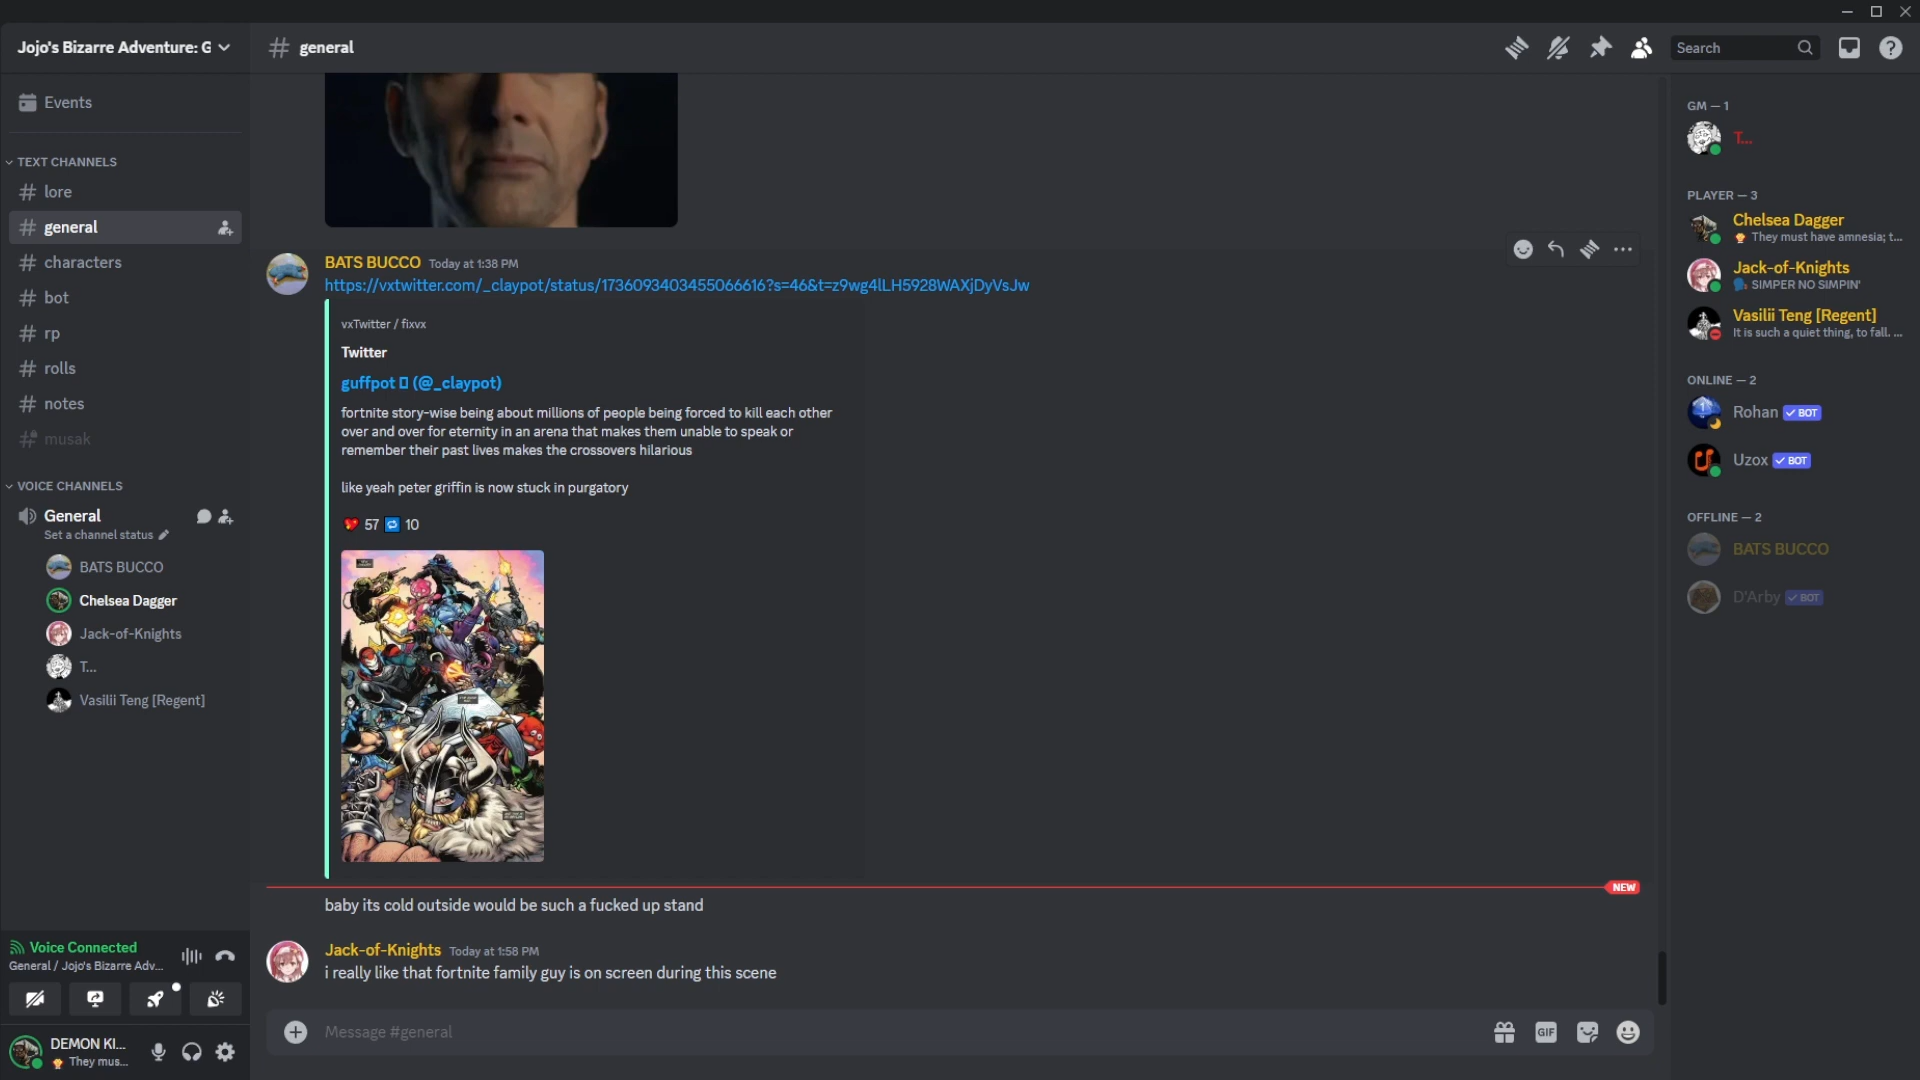 Jojo's Bizarre Adventure: G
Events
TEXT CHANNELS
lore
general
characters
bot
rp
rolls
notes
musak
VOICE CHANNELS
General
Set a channel status
BATS BUCCO
Chelsea Dagger
Jack-of-Knights
T...
Vasilii Teng [Regent]
Voice Connected
General / Jojo's Bizarre Adv...
DEMON KI...
They mus...
general
Search
BATS BUCCO Today at 1:38 PM
https://vxtwitter.com/_claypot/status/1736093403455066616?s=46&t=z9wg4lLH5928WAXjDyVsJw
vxTwitter / fixvx
Twitter
guffpot (@_claypot)
fortnite story-wise being about millions of people being forced to kill each other
over and over for eternity in an arena that makes them unable to speak or
remember their past lives makes the crossovers hilarious
like yeah peter griffin is now stuck in purgatory
57 10
NEW
baby its cold outside would be such a fucked up stand
Jack-of-Knights Today at 1:58 PM
i really like that fortnite family guy is on screen during this scene
Message #general
GIF
GM — 1
T...
PLAYER — 3
Chelsea Dagger
They must have amnesia; t...
Jack-of-Knights
SIMPER NO SIMPIN'
Vasilii Teng [Regent]
It is such a quiet thing, to fall. ...
ONLINE — 2
Rohan BOT
Uzox BOT
OFFLINE — 2
BATS BUCCO
D'Arby BOT